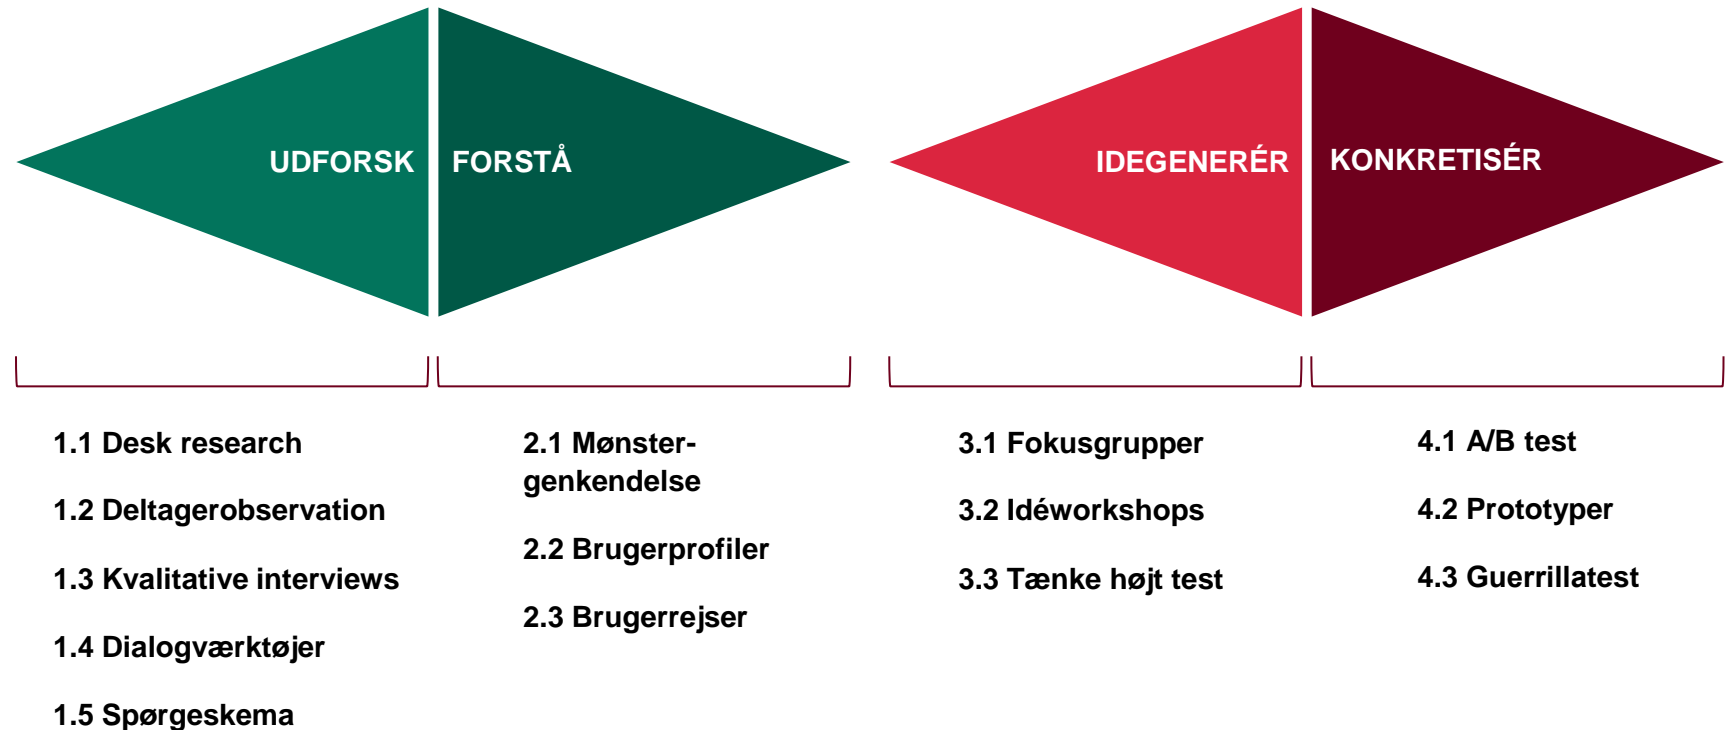 UDFORSK
FORSTÅ
IDEGENERÉR
KONKRETISÉR
1.1 Desk research
1.2 Deltagerobservation
1.3 Kvalitative interviews
1.4 Dialogværktøjer
1.5 Spørgeskema
2.1 Mønster-
genkendelse
2.2 Brugerprofiler
2.3 Brugerrejser
3.1 Fokusgrupper
3.2 Idéworkshops
3.3 Tænke højt test
4.1 A/B test
4.2 Prototyper
4.3 Guerrillatest